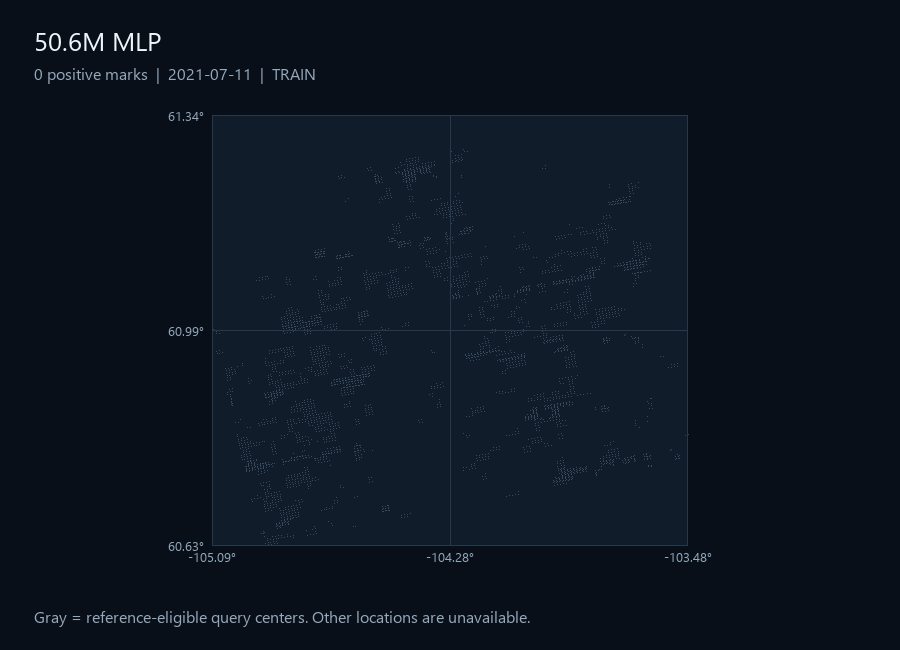 50.6M MLP
0 positive marks | 2021-07-11 | TRAIN
61.34°
60.99°
60.63°
-105.09°
-104.28°
-103.48°
Gray = reference-eligible query centers. Other locations are unavailable.